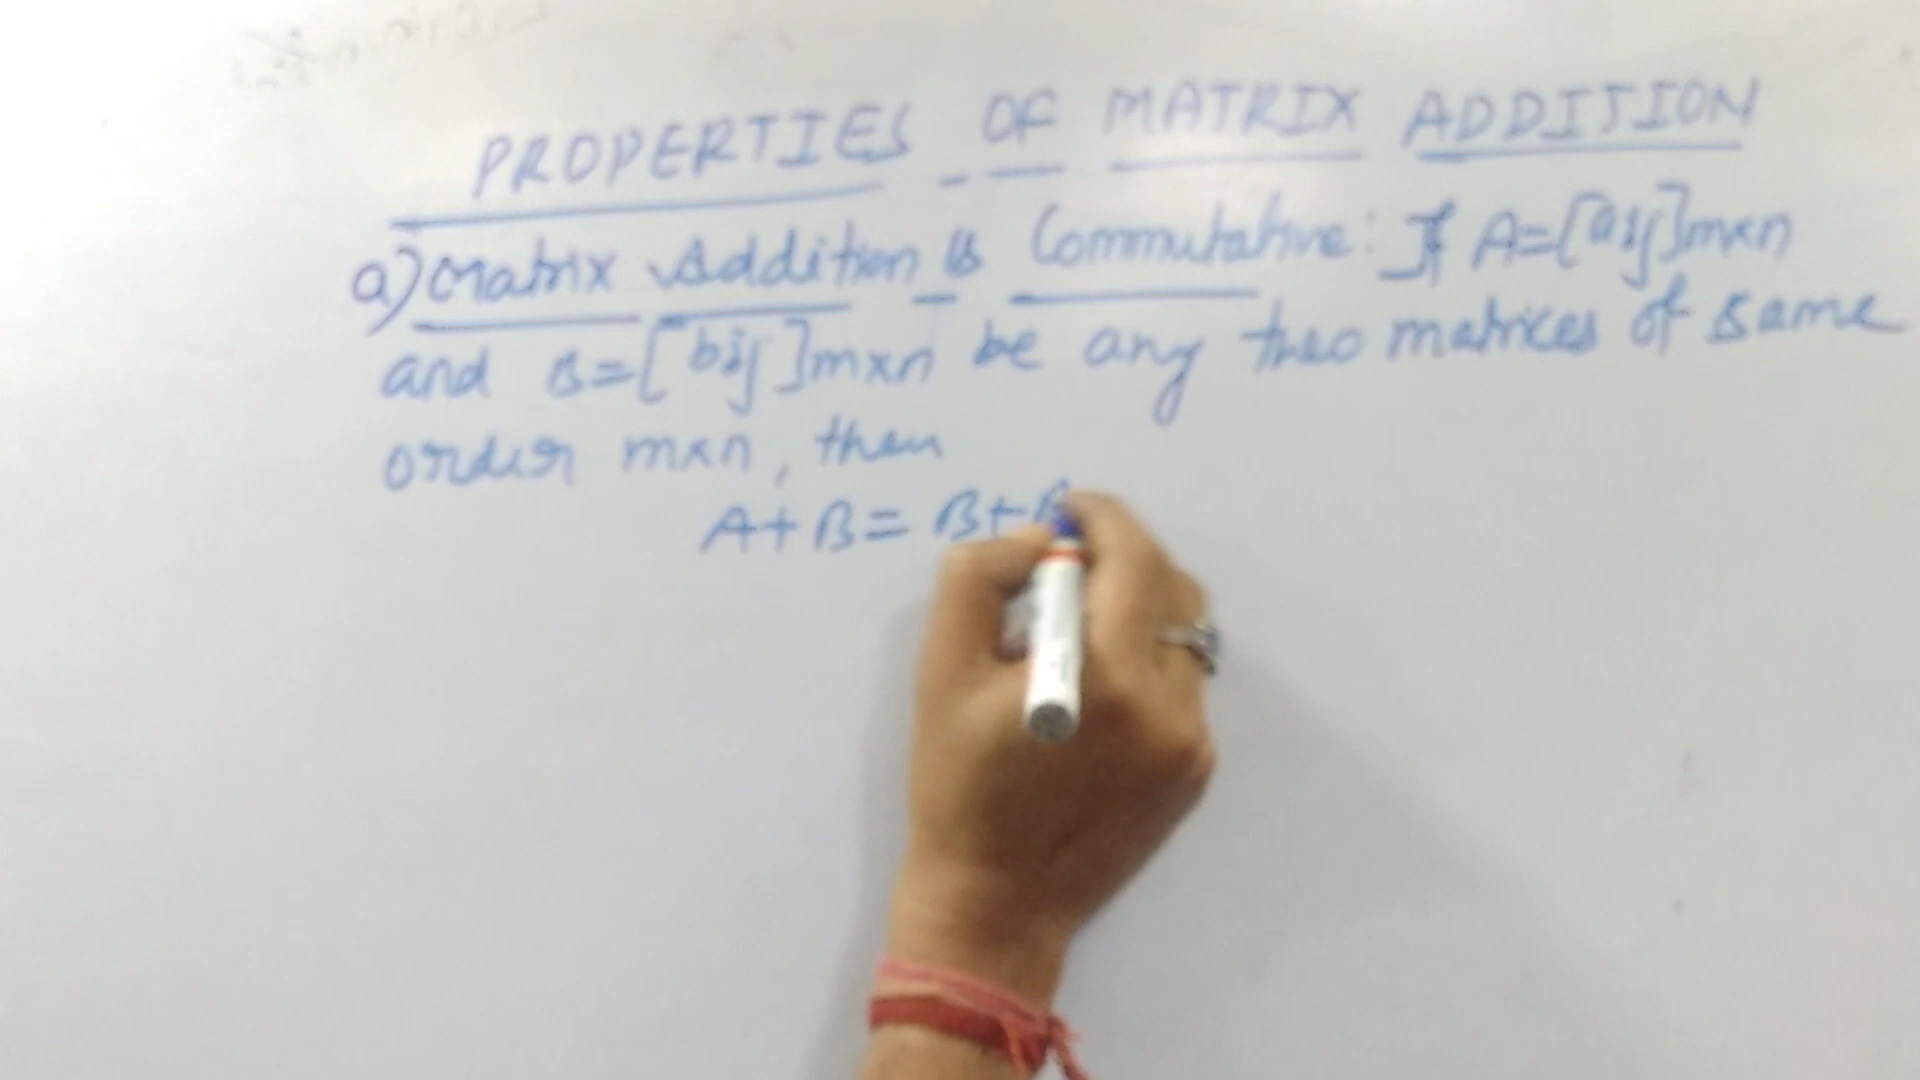 PROPERTIES OF MATRIX ADDITION
a) Matrix Addition is Commutative: If A=[aij]mxn
and B=[bij]mxn be any two matrices of same
order mxn, then
A+B= B+